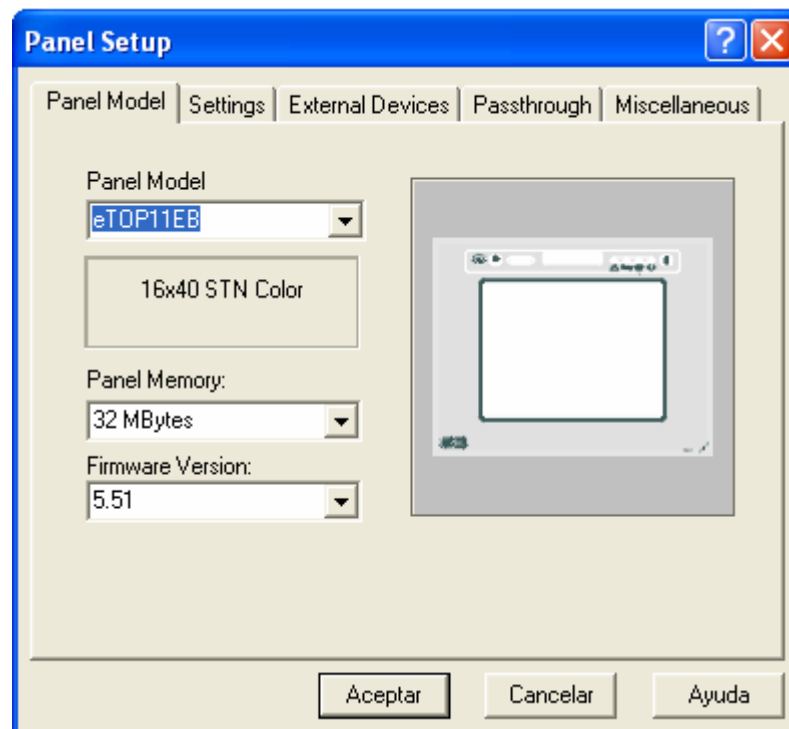 Panel Setup
Panel Model Settings External Devices Passthrough Miscellaneous
Panel Model
eTOP11EB
16x40 STN Color
Panel Memory:
32 MBytes
Firmware Version:
5.51
Aceptar Cancelar Ayuda